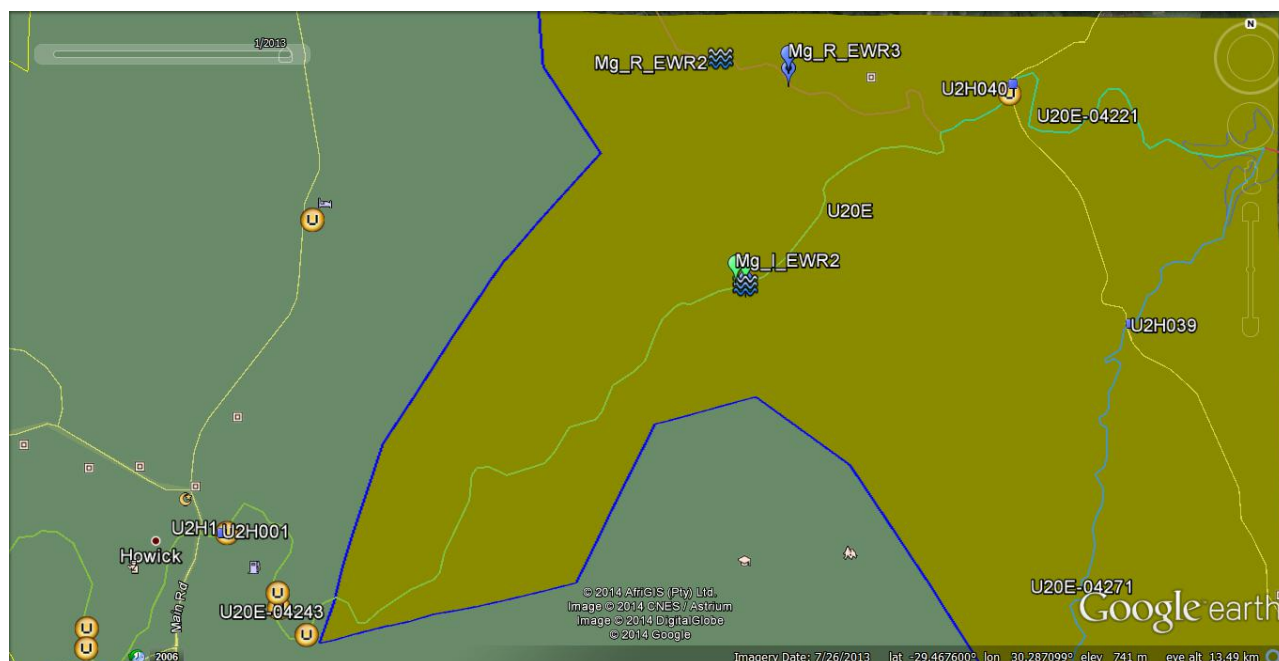 1/2013
N
Mg_R_EWR2
Mg_R_EWR3
U2H040
U20E-04221
U20E
Mg_I_EWR2
U2H039
U2H1
U2H001
Howick
Main Rd
U20E-04243
U20E-04271
© 2014 AfriGIS (Pty) Ltd.
Image © 2014 CNES / Astrium
Image © 2014 DigitalGlobe
© 2014 Google
Google earth
2006
Imagery Date: 7/26/2013 lat -29.467600° lon 30.287099° elev 741 m eye alt 13.49 km